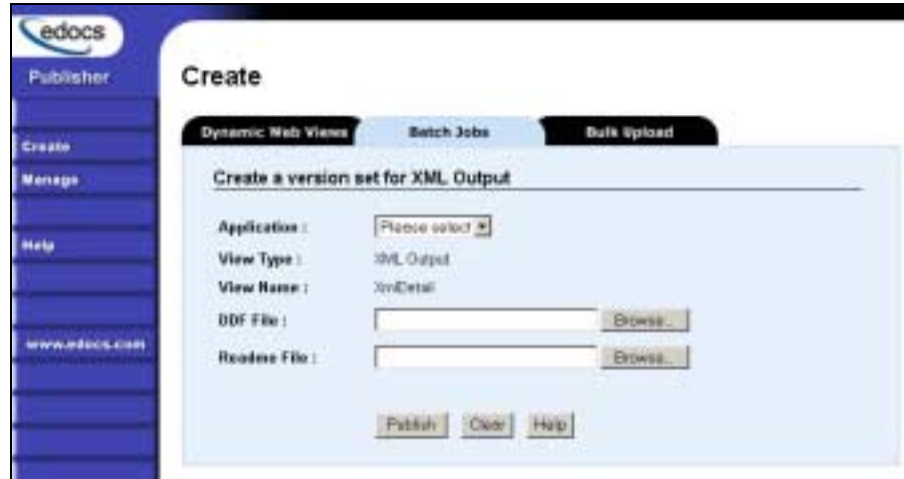 edocs
Publisher
Create
Manage
Help
www.edocs.com
Create
Dynamic Web Views
Batch Jobs
Bulk Upload
Create a version set for XML Output
Application :
Please select
View Type :
XML Output
View Name :
XmlDetail
DDF File :
Browse...
Readme File :
Browse...
Publish
Clear
Help